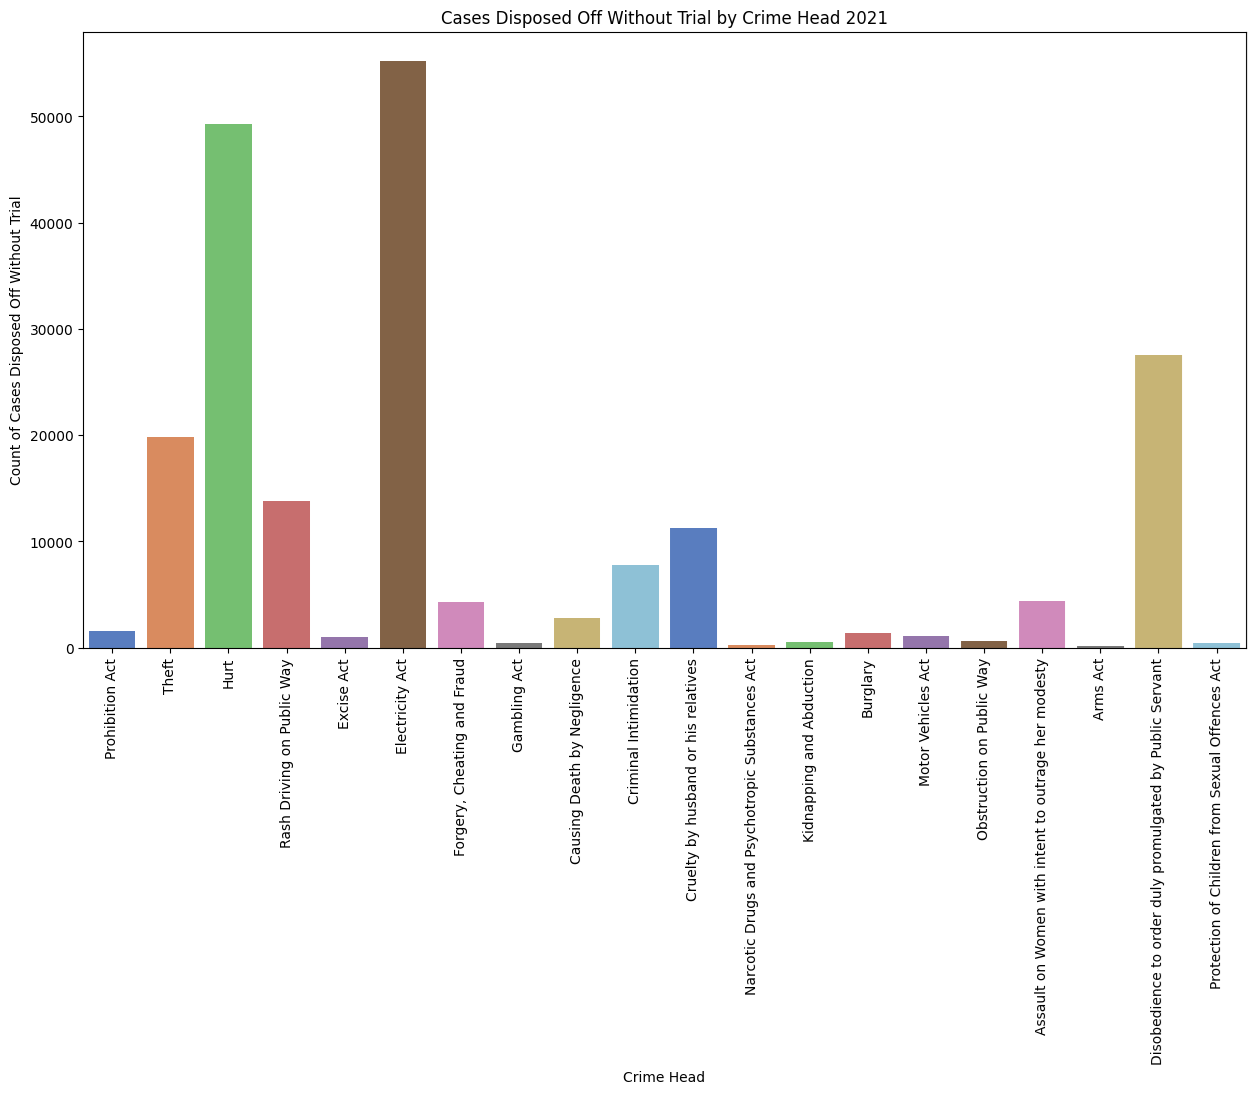 Cases Disposed Off Without Trial by Crime Head 2021
Count of Cases Disposed Off Without Trial
50000
40000
30000
20000
10000
0
Prohibition Act
Theft
Hurt
Rash Driving on Public Way
Excise Act
Electricity Act
Forgery, Cheating and Fraud
Gambling Act
Causing Death by Negligence
Criminal Intimidation
Cruelty by husband or his relatives
Narcotic Drugs and Psychotropic Substances Act
Kidnapping and Abduction
Burglary
Motor Vehicles Act
Obstruction on Public Way
Assault on Women with intent to outrage her modesty
Arms Act
Disobedience to order duly promulgated by Public Servant
Protection of Children from Sexual Offences Act
Crime Head